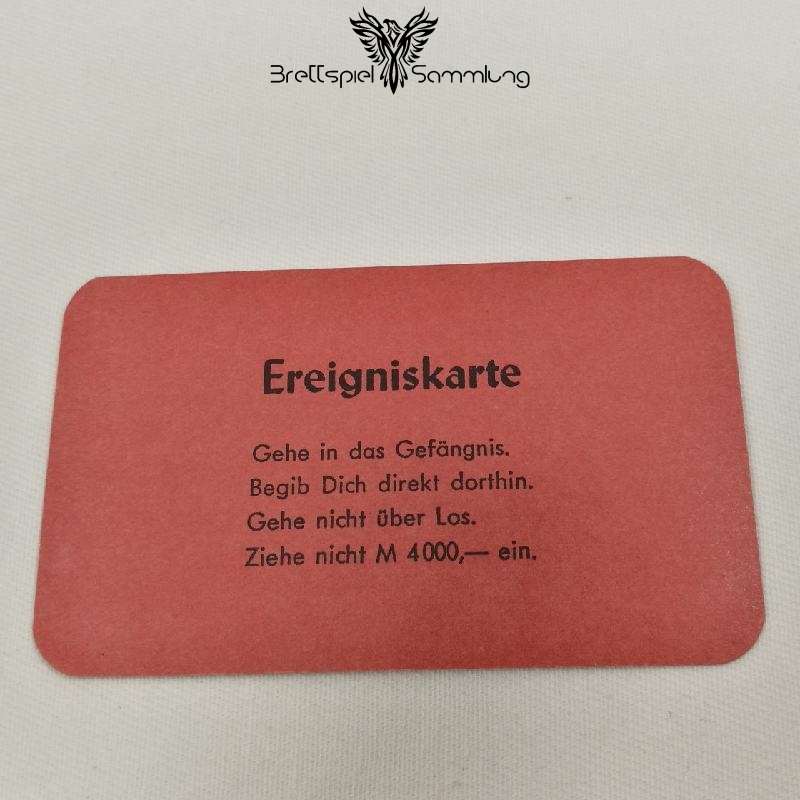 Brettspiel Sammlung
Ereigniskarte
Gehe in das Gefängnis.
Begib Dich direkt dorthin.
Gehe nicht über Los.
Ziehe nicht M 4000,— ein.